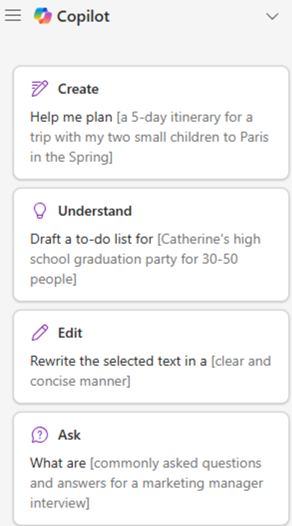 Copilot
Create
Help me plan [a 5-day itinerary for a
trip with my two small children to Paris
in the Spring]
Understand
Draft a to-do list for [Catherine's high
school graduation party for 30-50
people]
Edit
Rewrite the selected text in a [clear and
concise manner]
Ask
What are [commonly asked questions
and answers for a marketing manager
interview]